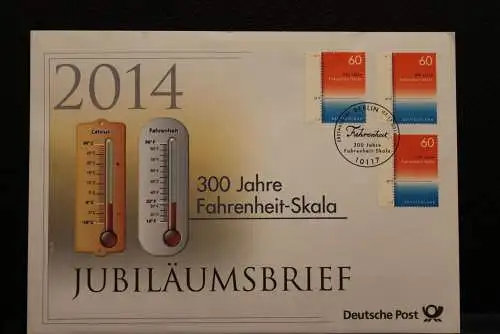 2014
Celsius
Fahrenheit
300 Jahre
Fahrenheit-Skala
JUBILÄUMSBRIEF
Deutsche Post
60
60
60
BERLIN
Fahrenheit
300 Jahre
Fahrenheit-Skala
10117